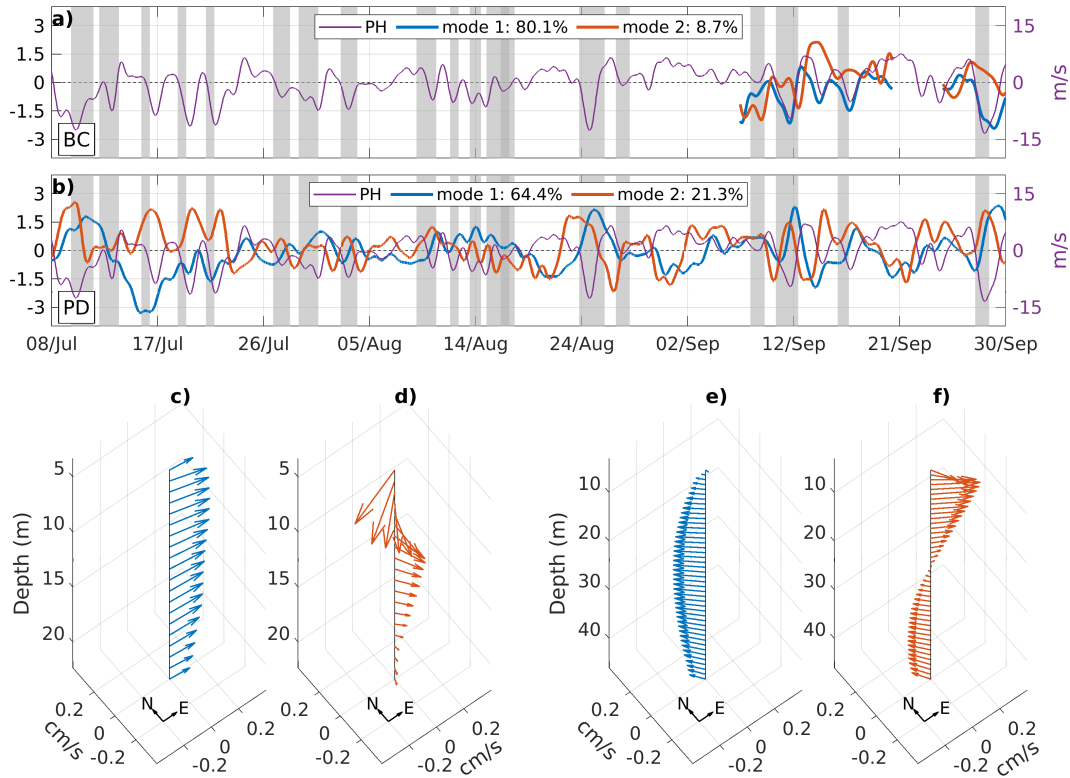 a)
PH mode 1: 80.1% mode 2: 8.7%
3 15
1.5
0 0
-1.5
-3 -15
BC
m/s
b)
PH mode 1: 64.4% mode 2: 21.3%
3 15
1.5
0 0
-1.5
-3 -15
PD
m/s
08/Jul 17/Jul 26/Jul 05/Aug 14/Aug 24/Aug 02/Sep 12/Sep 21/Sep 30/Sep
c) d) e) f)
Depth (m)
5
10
15
20
N E
0.2
0
-0.2
cm/s
-0.2
0
0.2
5
10
15
20
N E
-0.2
0
0.2
cm/s
Depth (m)
10
20
30
40
N E
0.2
0
-0.2
cm/s
-0.2
0
0.2
10
20
30
40
N E
-0.2
0
0.2
cm/s